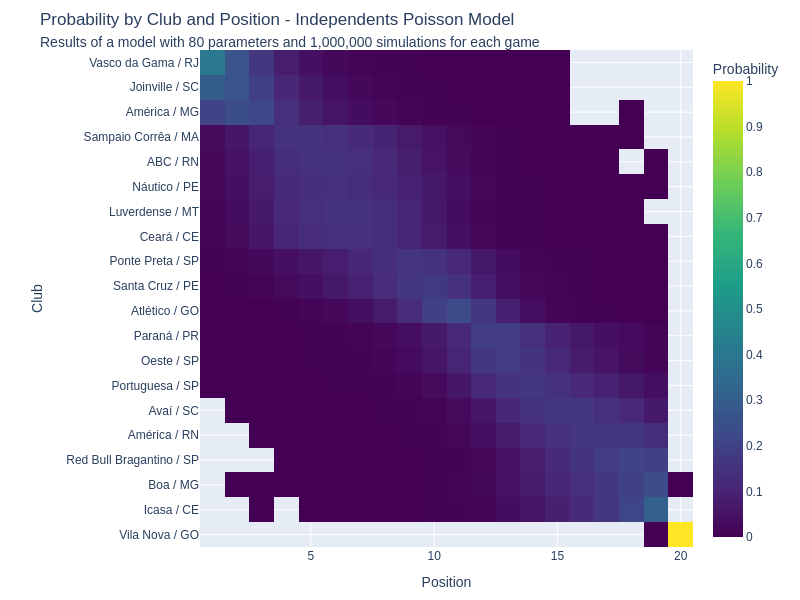 Probability by Club and Position - Independents Poisson Model
Results of a model with 80 parameters and 1,000,000 simulations for each game
Probability
Vasco da Gama / RJ
Joinville / SC
América / MG
Sampaio Corrêa / MA
ABC / RN
Náutico / PE
Luverdense / MT
Ceará / CE
Ponte Preta / SP
Santa Cruz / PE
Atlético / GO
Paraná / PR
Oeste / SP
Portuguesa / SP
Avaí / SC
América / RN
Red Bull Bragantino / SP
Boa / MG
Icasa / CE
Vila Nova / GO
Club
5
10
15
20
Position
1
0.9
0.8
0.7
0.6
0.5
0.4
0.3
0.2
0.1
0